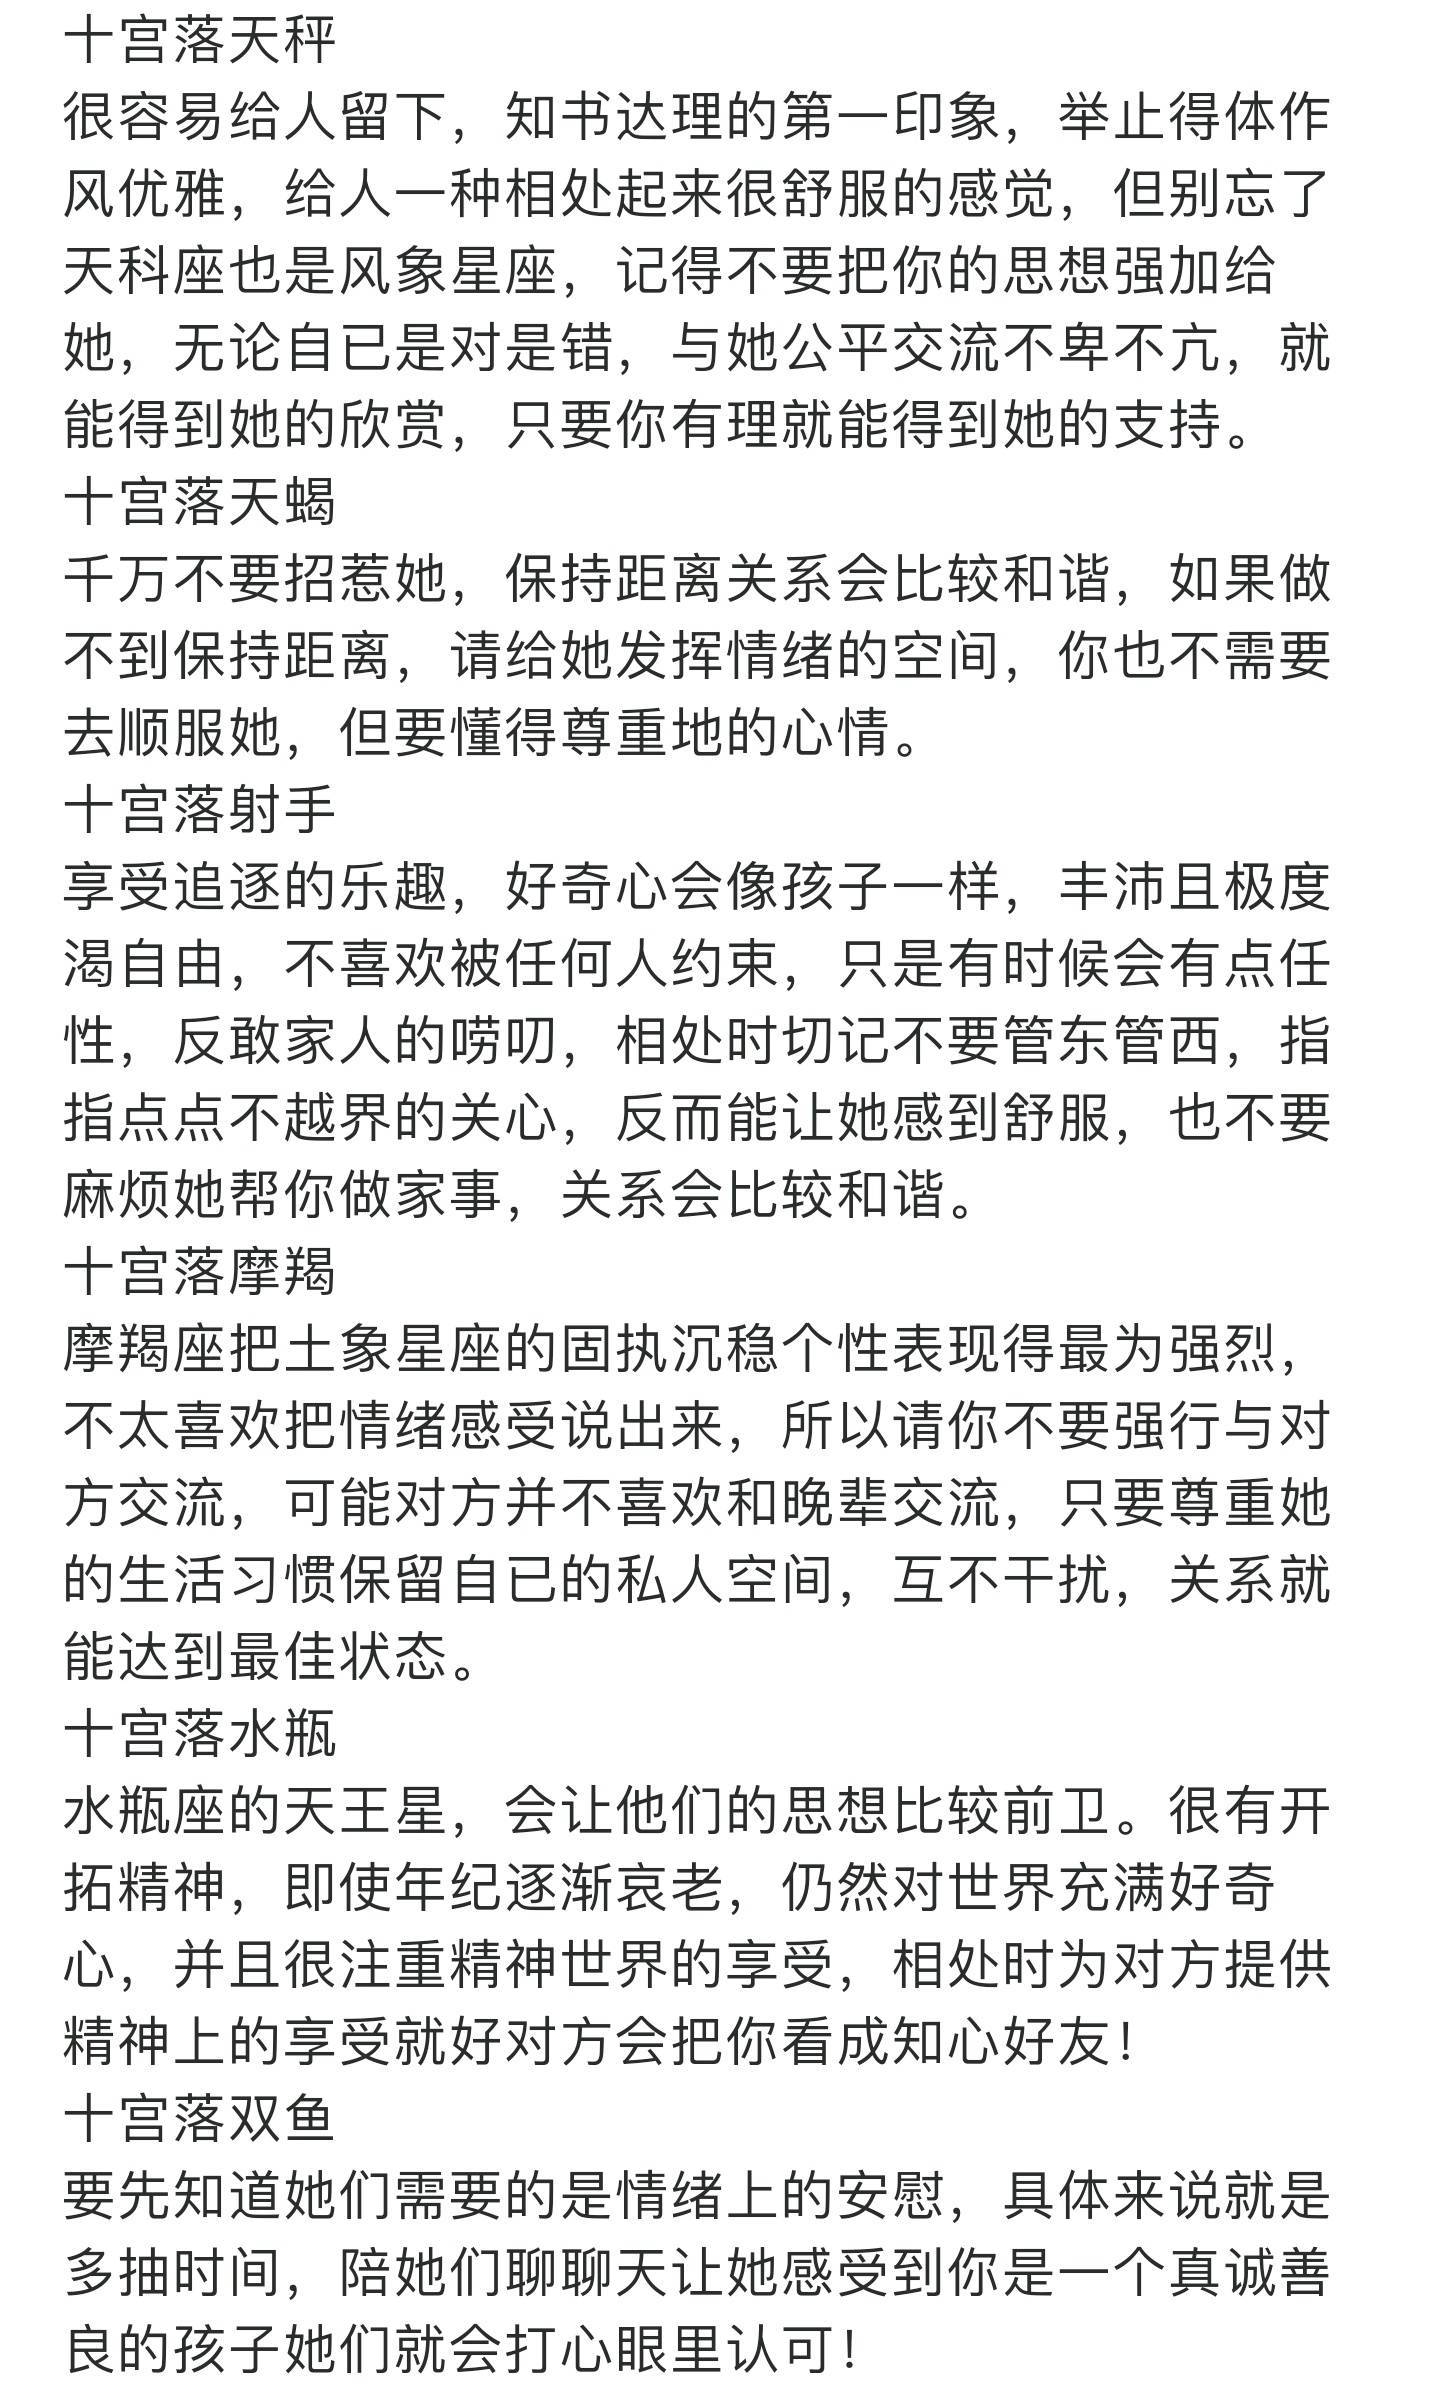 十宫落天秤
很容易给人留下，知书达理的第一印象，举止得体作
风优雅，给人一种相处起来很舒服的感觉，但别忘了
天科座也是风象星座，记得不要把你的思想强加给
她，无论自已是对是错，与她公平交流不卑不亢，就
能得到她的欣赏，只要你有理就能得到她的支持。
十宫落天蝎
千万不要招惹她，保持距离关系会比较和谐，如果做
不到保持距离，请给她发挥情绪的空间，你也不需要
去顺服她，但要懂得尊重地的心情。
十宫落射手
享受追逐的乐趣，好奇心会像孩子一样，丰沛且极度
渴自由，不喜欢被任何人约束，只是有时候会有点任
性，反敢家人的唠叨，相处时切记不要管东管西，指
指点点不越界的关心，反而能让她感到舒服，也不要
麻烦她帮你做家事，关系会比较和谐。
十宫落摩羯
摩羯座把土象星座的固执沉稳个性表现得最为强烈，
不太喜欢把情绪感受说出来，所以请你不要强行与对
方交流，可能对方并不喜欢和晚辈交流，只要尊重她
的生活习惯保留自已的私人空间，互不干扰，关系就
能达到最佳状态。
十宫落水瓶
水瓶座的天王星，会让他们的思想比较前卫。很有开
拓精神，即使年纪逐渐哀老，仍然对世界充满好奇
心，并且很注重精神世界的享受，相处时为对方提供
精神上的享受就好对方会把你看成知心好友！
十宫落双鱼
要先知道她们需要的是情绪上的安慰，具体来说就是
多抽时间，陪她们聊聊天让她感受到你是一个真诚善
良的孩子她们就会打心眼里认可！